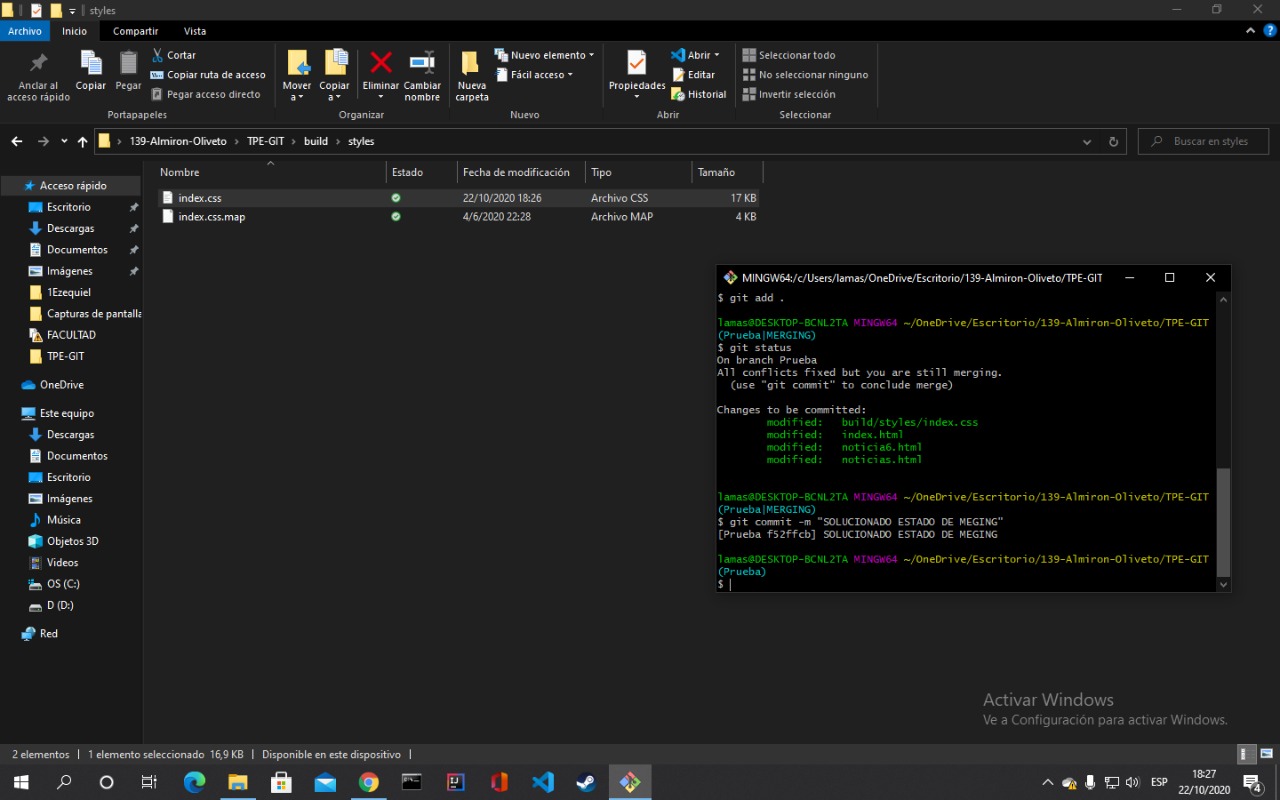 styles
Archivo Inicio Compartir Vista
Anclar al acceso rápido
Copiar
Pegar
Cortar
Copiar ruta de acceso
Pegar acceso directo
Portapapeles
Mover a
Copiar a
Eliminar
Cambiar nombre
Organizar
Nueva carpeta
Nuevo elemento
Fácil acceso
Nuevo
Propiedades
Abrir
Editar
Historial
Abrir
Seleccionar todo
No seleccionar ninguno
Invertir selección
Seleccionar
139-Almiron-Oliveto › TPE-GIT › build › styles
Buscar en styles
Acceso rápido
Escritorio
Descargas
Documentos
Imágenes
1Ezequiel
Capturas de pantalla
FACULTAD
TPE-GIT
OneDrive
Este equipo
Descargas
Documentos
Escritorio
Imágenes
Música
Objetos 3D
Videos
OS (C:)
D (D:)
Red
Nombre Estado Fecha de modificación Tipo Tamaño
index.css 22/10/2020 18:26 Archivo CSS 17 KB
index.css.map 4/6/2020 22:28 Archivo MAP 4 KB
MINGW64:/c/Users/lamas/OneDrive/Escritorio/139-Almiron-Oliveto/TPE-GIT
$ git add .
lamas@DESKTOP-BCNL2TA MINGW64 ~/OneDrive/Escritorio/139-Almiron-Oliveto/TPE-GIT
(Prueba|MERGING)
$ git status
On branch Prueba
All conflicts fixed but you are still merging.
(use "git commit" to conclude merge)
Changes to be committed:
modified: build/styles/index.css
modified: index.html
modified: noticia6.html
modified: noticias.html
lamas@DESKTOP-BCNL2TA MINGW64 ~/OneDrive/Escritorio/139-Almiron-Oliveto/TPE-GIT
(Prueba|MERGING)
$ git commit -m "SOLUCIONADO ESTADO DE MEGING"
[Prueba f52ffcb] SOLUCIONADO ESTADO DE MEGING
lamas@DESKTOP-BCNL2TA MINGW64 ~/OneDrive/Escritorio/139-Almiron-Oliveto/TPE-GIT
(Prueba)
$
Activar Windows
Ve a Configuración para activar Windows.
2 elementos 1 elemento seleccionado 16,9 KB Disponible en este dispositivo
ESP
18:27
22/10/2020
4